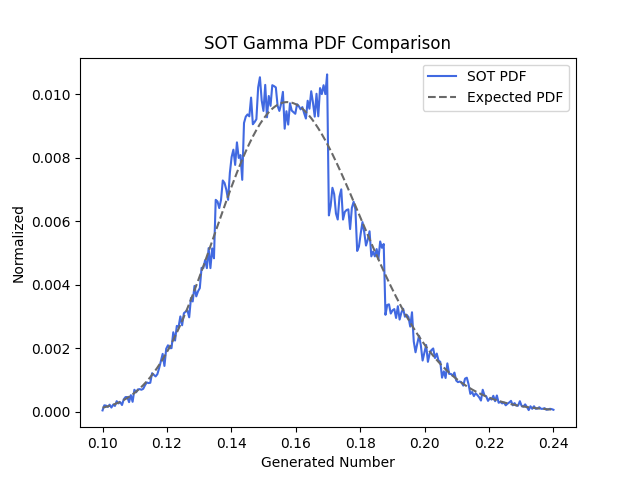 SOT Gamma PDF Comparison
SOT PDF
Expected PDF
Normalized
0.010
0.008
0.006
0.004
0.002
0.000
0.10 0.12 0.14 0.16 0.18 0.20 0.22 0.24
Generated Number